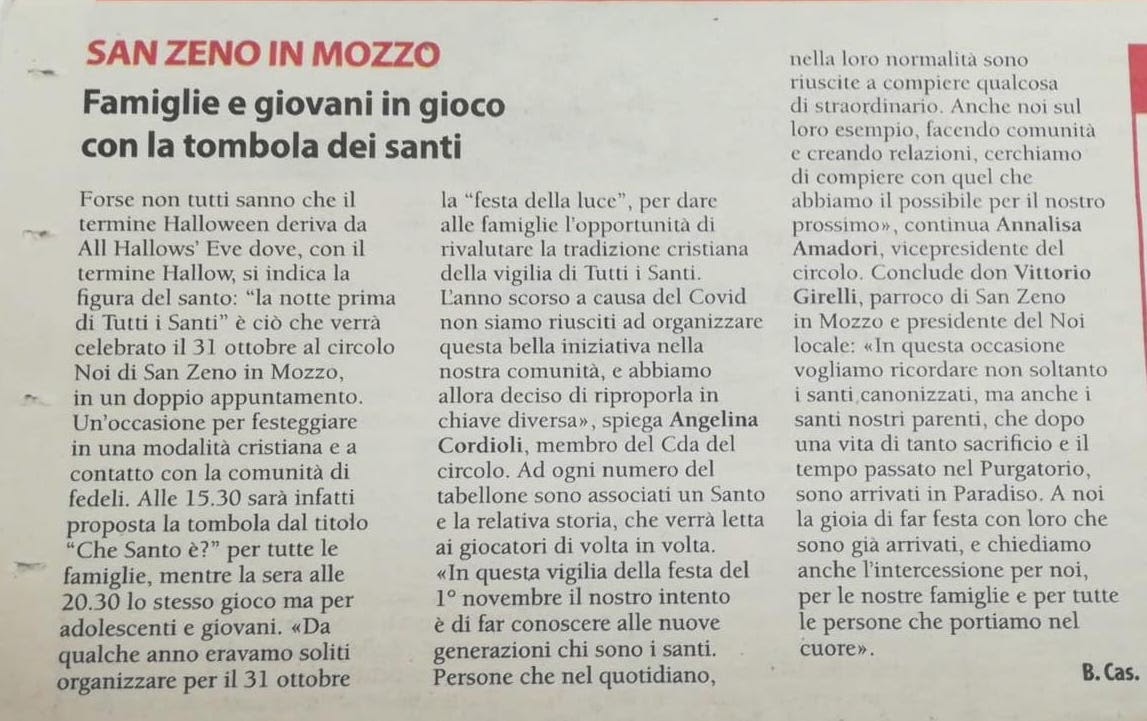 SAN ZENO IN MOZZO
Famiglie e giovani in gioco
con la tombola dei santi
Forse non tutti sanno che il
termine Halloween deriva da
All Hallows' Eve dove, con il
termine Hallow, si indica la
figura del santo: “la notte prima
di Tutti i Santi” è ciò che verrà
celebrato il 31 ottobre al circolo
Noi di San Zeno in Mozzo,
in un doppio appuntamento.
Un'occasione per festeggiare
in una modalità cristiana e a
contatto con la comunità di
fedeli. Alle 15.30 sarà infatti
proposta la tombola dal titolo
“Che Santo è?” per tutte le
famiglie, mentre la sera alle
20.30 lo stesso gioco ma per
adolescenti e giovani. «Da
qualche anno eravamo soliti
organizzare per il 31 ottobre
la “festa della luce”, per dare
alle famiglie l'opportunità di
rivalutare la tradizione cristiana
della vigilia di Tutti i Santi.
L'anno scorso a causa del Covid
non siamo riusciti ad organizzare
questa bella iniziativa nella
nostra comunità, e abbiamo
allora deciso di riproporla in
chiave diversa», spiega Angelina
Cordioli, membro del Cda del
circolo. Ad ogni numero del
tabellone sono associati un Santo
e la relativa storia, che verrà letta
ai giocatori di volta in volta.
«In questa vigilia della festa del
1° novembre il nostro intento
è di far conoscere alle nuove
generazioni chi sono i santi.
Persone che nel quotidiano,
nella loro normalità sono
riuscite a compiere qualcosa
di straordinario. Anche noi sul
loro esempio, facendo comunità
e creando relazioni, cerchiamo
di compiere con quel che
abbiamo il possibile per il nostro
prossimo», continua Annalisa
Amadori, vicepresidente del
circolo. Conclude don Vittorio
Girelli, parroco di San Zeno
in Mozzo e presidente del Noi
locale: «In questa occasione
vogliamo ricordare non soltanto
i santi canonizzati, ma anche i
santi nostri parenti, che dopo
una vita di tanto sacrificio e il
tempo passato nel Purgatorio,
sono arrivati in Paradiso. A noi
la gioia di far festa con loro che
sono già arrivati, e chiediamo
anche l'intercessione per noi,
per le nostre famiglie e per tutte
le persone che portiamo nel
cuore».
B. Cas.